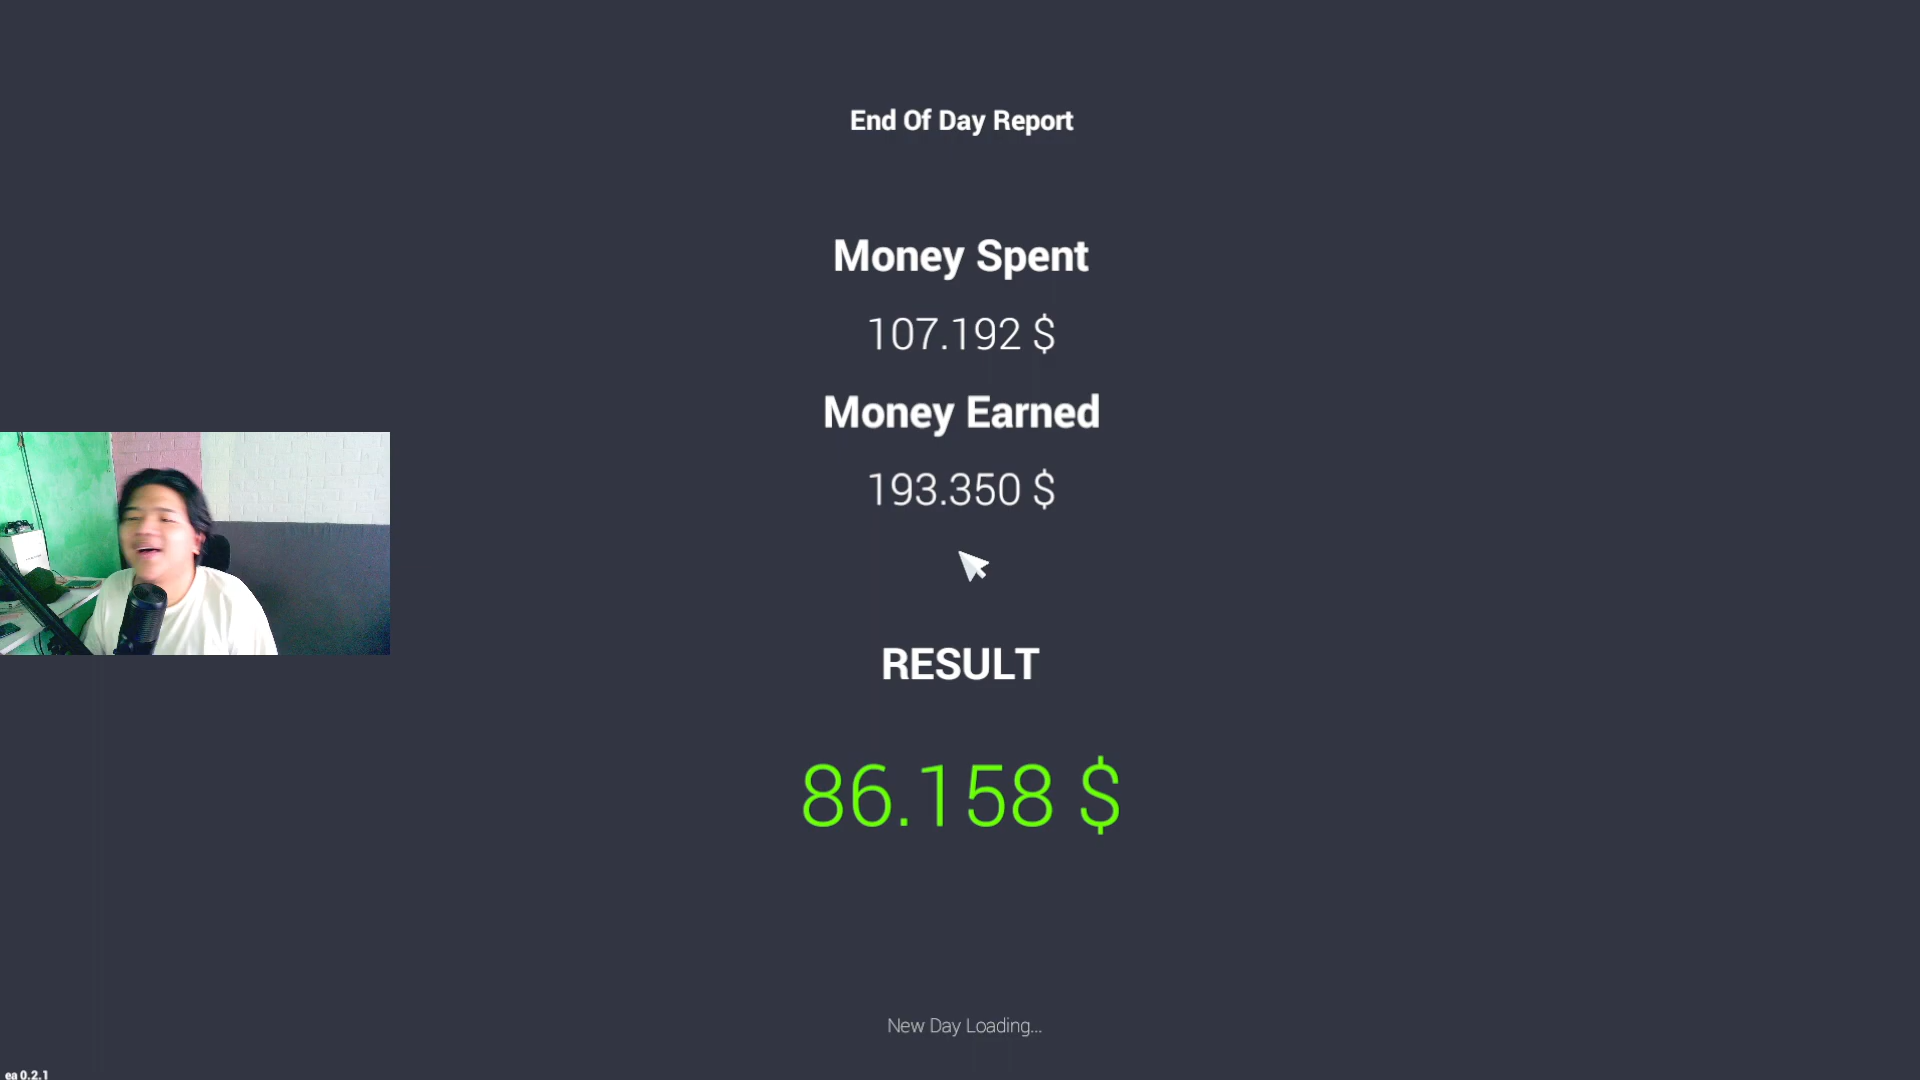 End Of Day Report
Money Spent
107.192 $
Money Earned
193.350 $
RESULT
86.158 $
New Day Loading...
ea 0.2.1